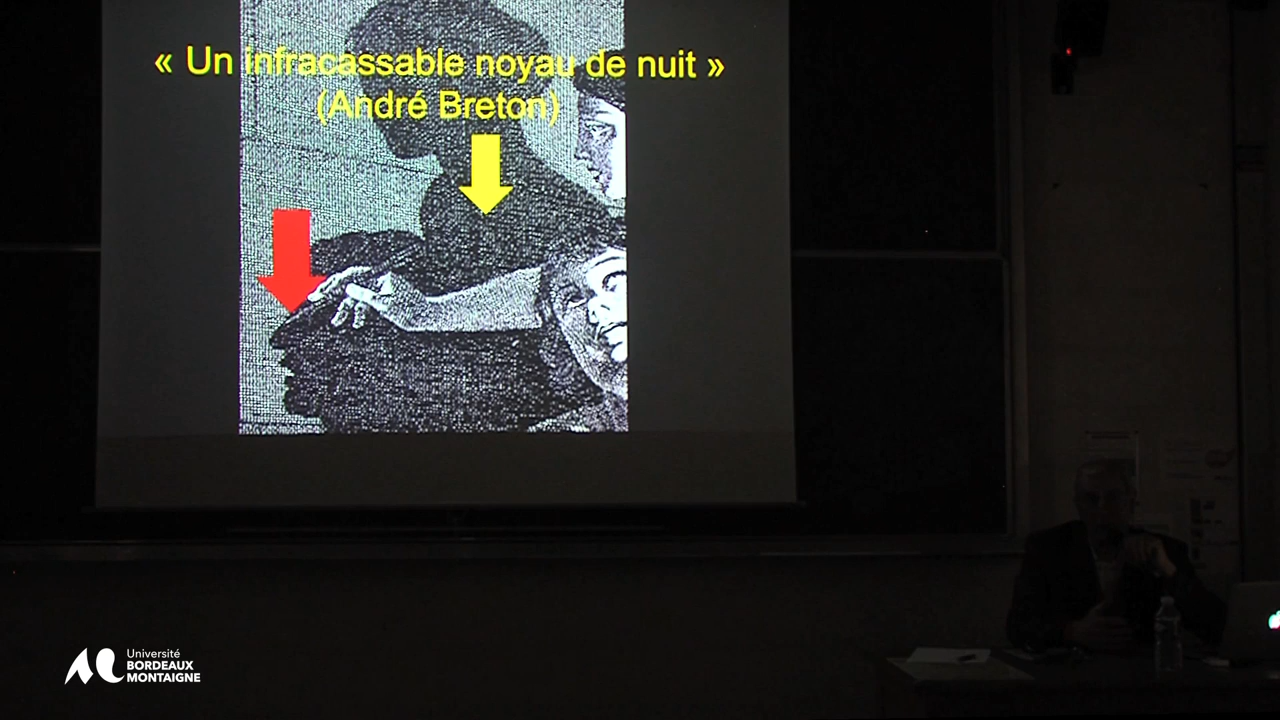 « Un infracassable noyau de nuit »
(André Breton)
Université
BORDEAUX
MONTAIGNE